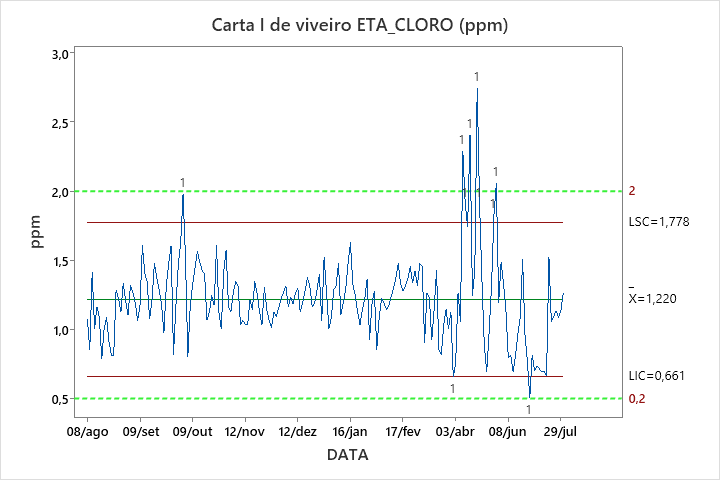 Carta I de viveiro ETA_CLORO (ppm)
3,0
2,5
2,0
1,5
1,0
0,5
ppm
1
1
1
1
1
1
1
1
1
1
2
LSC=1,778
X=1,220
LIC=0,661
0,2
08/ago 09/set 09/out 12/nov 12/dez 16/jan 17/fev 03/abr 08/jun 29/jul
DATA